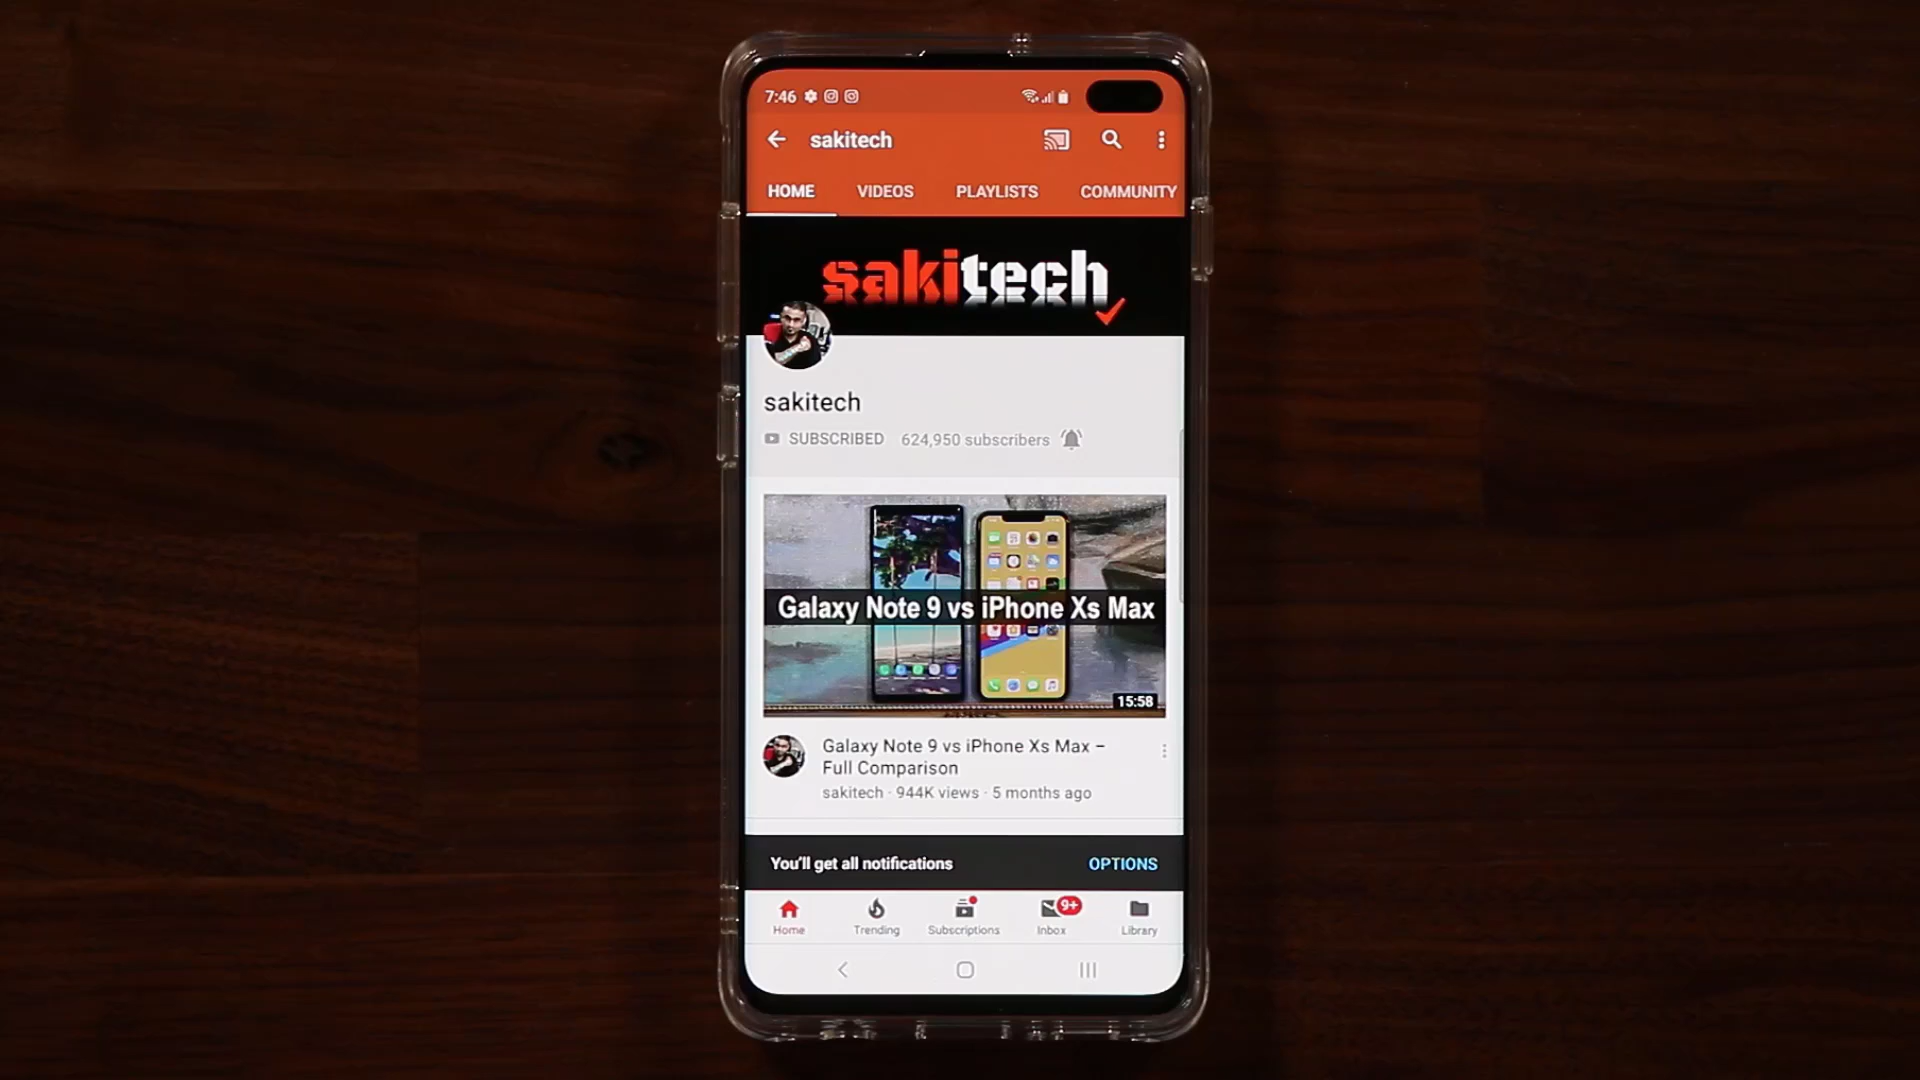 7:46
sakitech
HOME VIDEOS PLAYLISTS COMMUNITY
sakitech
sakitech
SUBSCRIBED 624,950 subscribers
Galaxy Note 9 vs iPhone Xs Max
15:58
Galaxy Note 9 vs iPhone Xs Max –
Full Comparison
sakitech · 944K views · 5 months ago
You'll get all notifications OPTIONS
9+
Home Trending Subscriptions Inbox Library